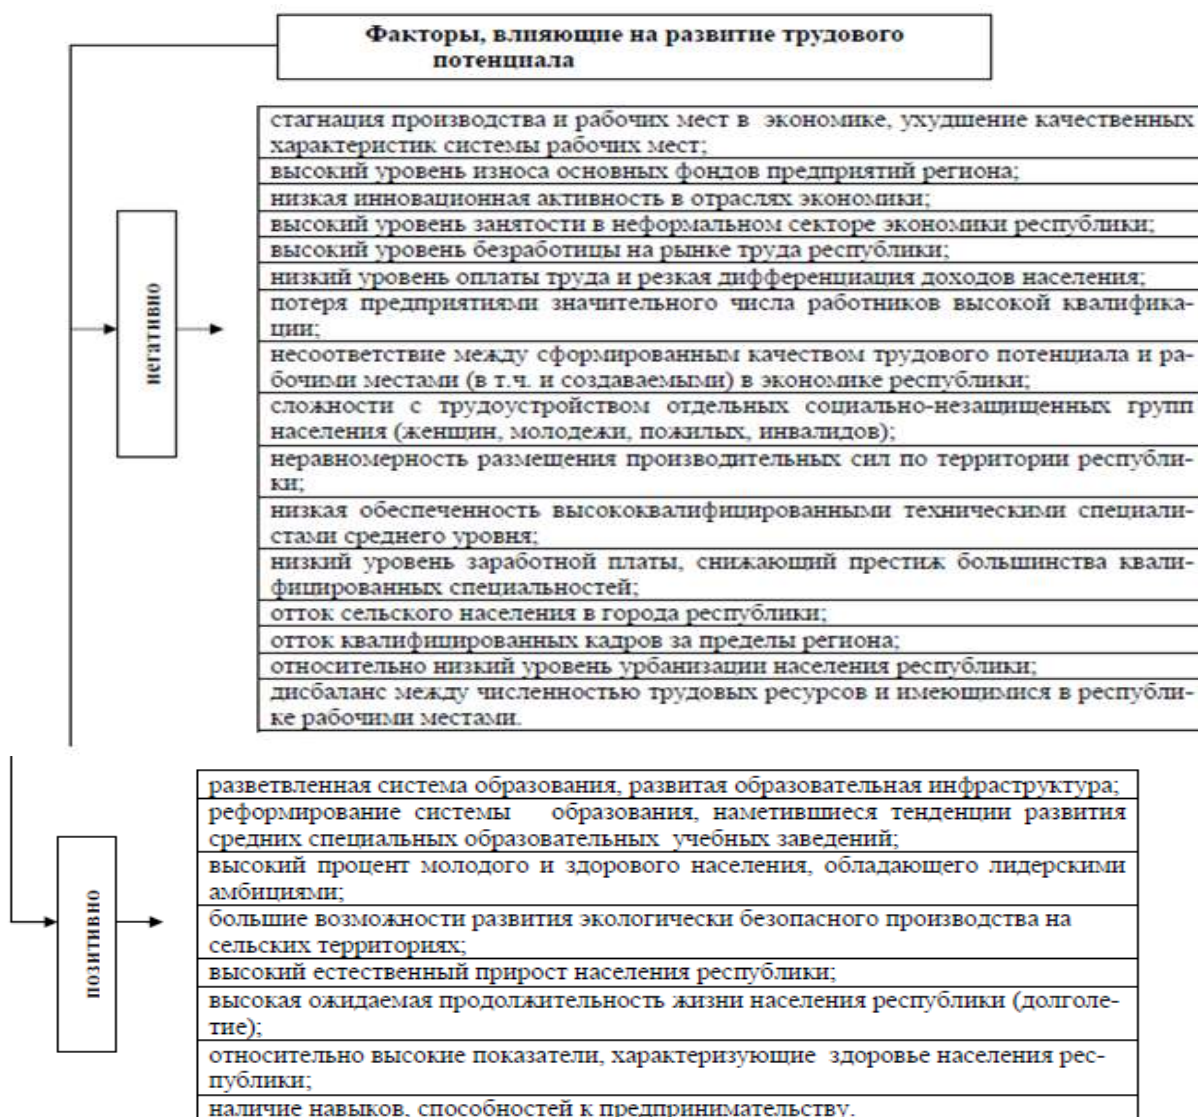 Факторы, влияющие на развитие трудового
потенциала
негативно
стагнация производства и рабочих мест в экономике, ухудшение качественных
характеристик системы рабочих мест;
высокий уровень износа основных фондов предприятий региона;
низкая инновационная активность в отраслях экономики;
высокий уровень занятости в неформальном секторе экономики республики;
высокий уровень безработицы на рынке труда республики;
низкий уровень оплаты труда и резкая дифференциация доходов населения;
потеря предприятиями значительного числа работников высокой квалифика-
ции;
несоответствие между сформированным качеством трудового потенциала и ра-
бочими местами (в т.ч. и создаваемыми) в экономике республики;
сложности с трудоустройством отдельных социально-незащищенных групп
населения (женщин, молодежи, пожилых, инвалидов);
неравномерность размещения производительных сил по территории республи-
ки;
низкая обеспеченность высококвалифицированными техническими специали-
стами среднего уровня;
низкий уровень заработной платы, снижающий престиж большинства квали-
фицированных специальностей;
отток сельского населения в города республики;
отток квалифицированных кадров за пределы региона;
относительно низкий уровень урбанизации населения республики;
дисбаланс между численностью трудовых ресурсов и имеющимися в республи-
ке рабочими местами.
позитивно
разветвленная система образования, развитая образовательная инфраструктура;
реформирование системы образования, наметившиеся тенденции развития
средних специальных образовательных учебных заведений;
высокий процент молодого и здорового населения, обладающего лидерскими
амбициями;
большие возможности развития экологически безопасного производства на
сельских территориях;
высокий естественный прирост населения республики;
высокая ожидаемая продолжительность жизни населения республики (долголе-
тие);
относительно высокие показатели, характеризующие здоровье населения рес-
публики;
наличие навыков, способностей к предпринимательству.